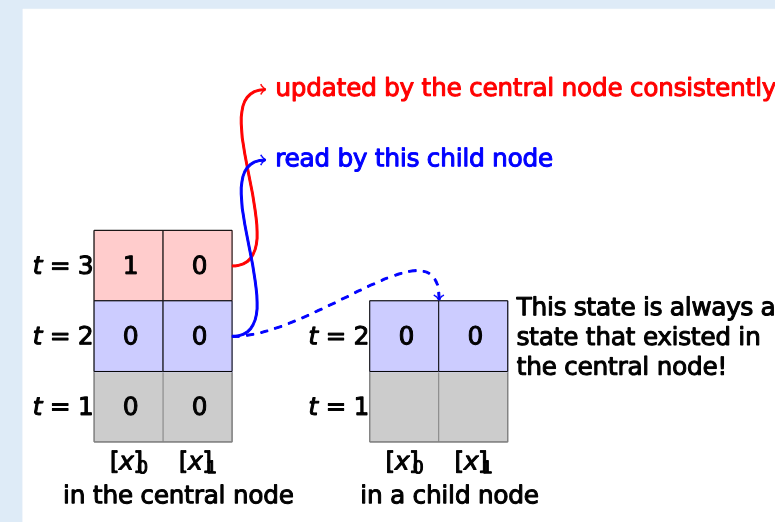 updated by the central node consistently
read by this child node
t = 3 1 0
t = 2 0 0
t = 1 0 0
[x]0 [x]1
in the central node
t = 2 0 0
t = 1
[x]0 [x]1
in a child node
This state is always a
state that existed in
the central node!